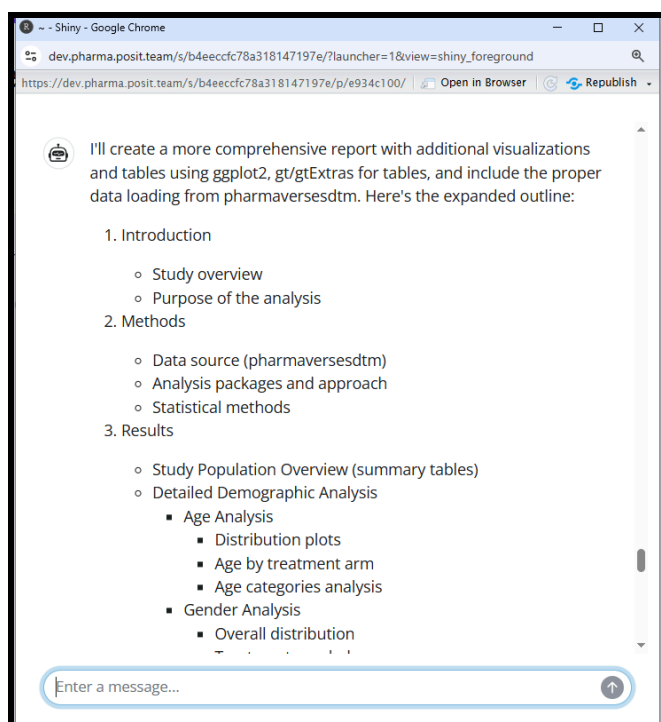 ~ - Shiny - Google Chrome
dev.pharma.posit.team/s/b4eeccfc78a318147197e/?launcher=1&view=shiny_foreground
https://dev.pharma.posit.team/s/b4eeccfc78a318147197e/p/e934c100/ Open in Browser Republish
I'll create a more comprehensive report with additional visualizations
and tables using ggplot2, gt/gtExtras for tables, and include the proper
data loading from pharmaversesdtm. Here's the expanded outline:
1. Introduction
Study overview
Purpose of the analysis
2. Methods
Data source (pharmaversesdtm)
Analysis packages and approach
Statistical methods
3. Results
Study Population Overview (summary tables)
Detailed Demographic Analysis
Age Analysis
Distribution plots
Age by treatment arm
Age categories analysis
Gender Analysis
Overall distribution
Enter a message...